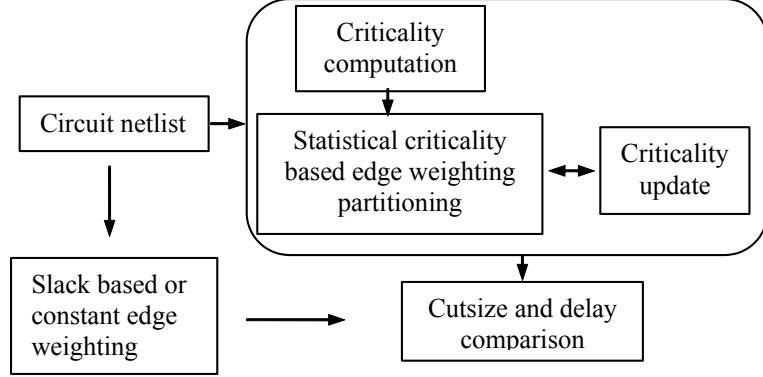 Criticality
computation
Circuit netlist
Statistical criticality
based edge weighting
partitioning
Criticality
update
Slack based or
constant edge
weighting
Cutsize and delay
comparison